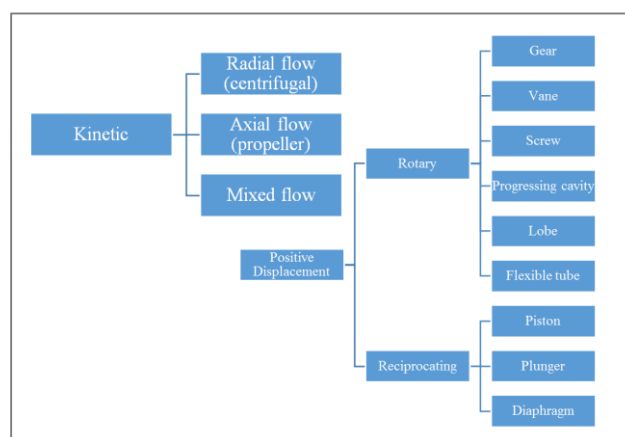 Kinetic
Radial flow
(centrifugal)
Axial flow
(propeller)
Mixed flow
Positive
Displacement
Rotary
Gear
Vane
Screw
Progressing cavity
Lobe
Flexible tube
Reciprocating
Piston
Plunger
Diaphragm